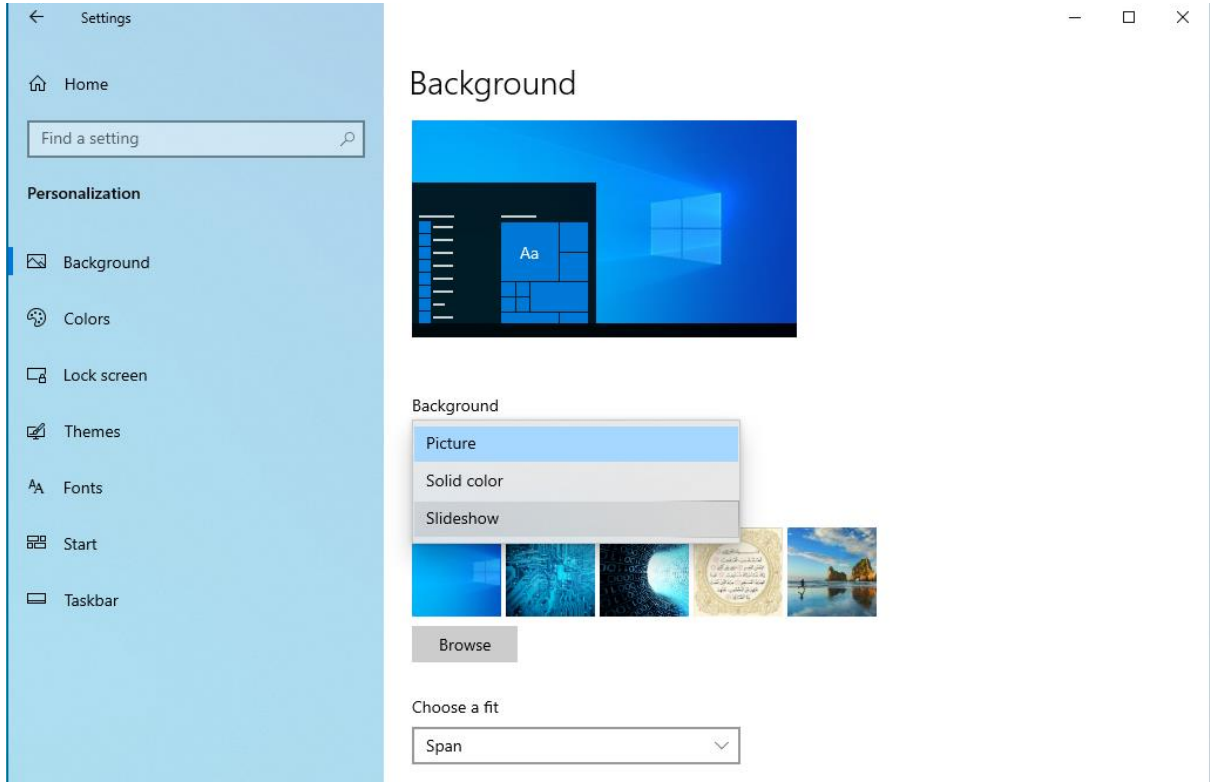 Settings
Home
Find a setting
Personalization
Background
Colors
Lock screen
Themes
Fonts
Start
Taskbar
Background
Aa
Background
Picture
Solid color
Slideshow
Browse
Choose a fit
Span